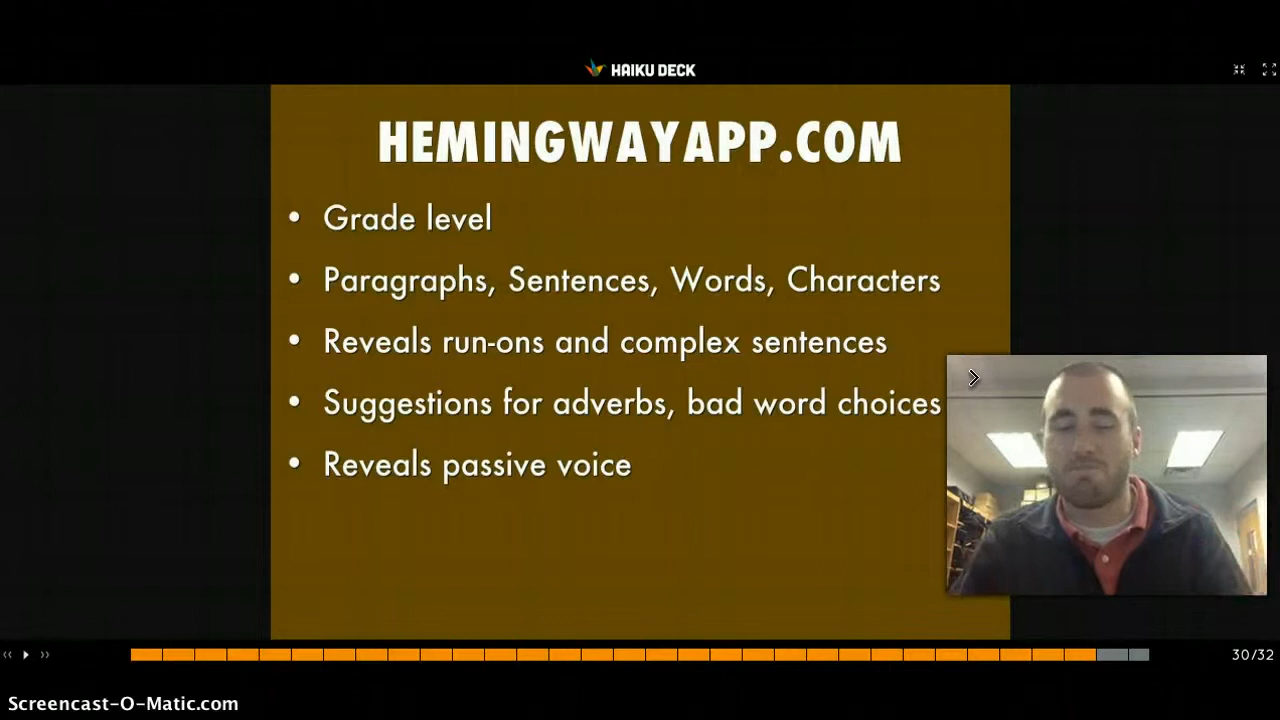 HAIKU DECK
HEMINGWAYAPP.COM
• Grade level
• Paragraphs, Sentences, Words, Characters
• Reveals run-ons and complex sentences
• Suggestions for adverbs, bad word choices
• Reveals passive voice
30/32
Screencast-O-Matic.com